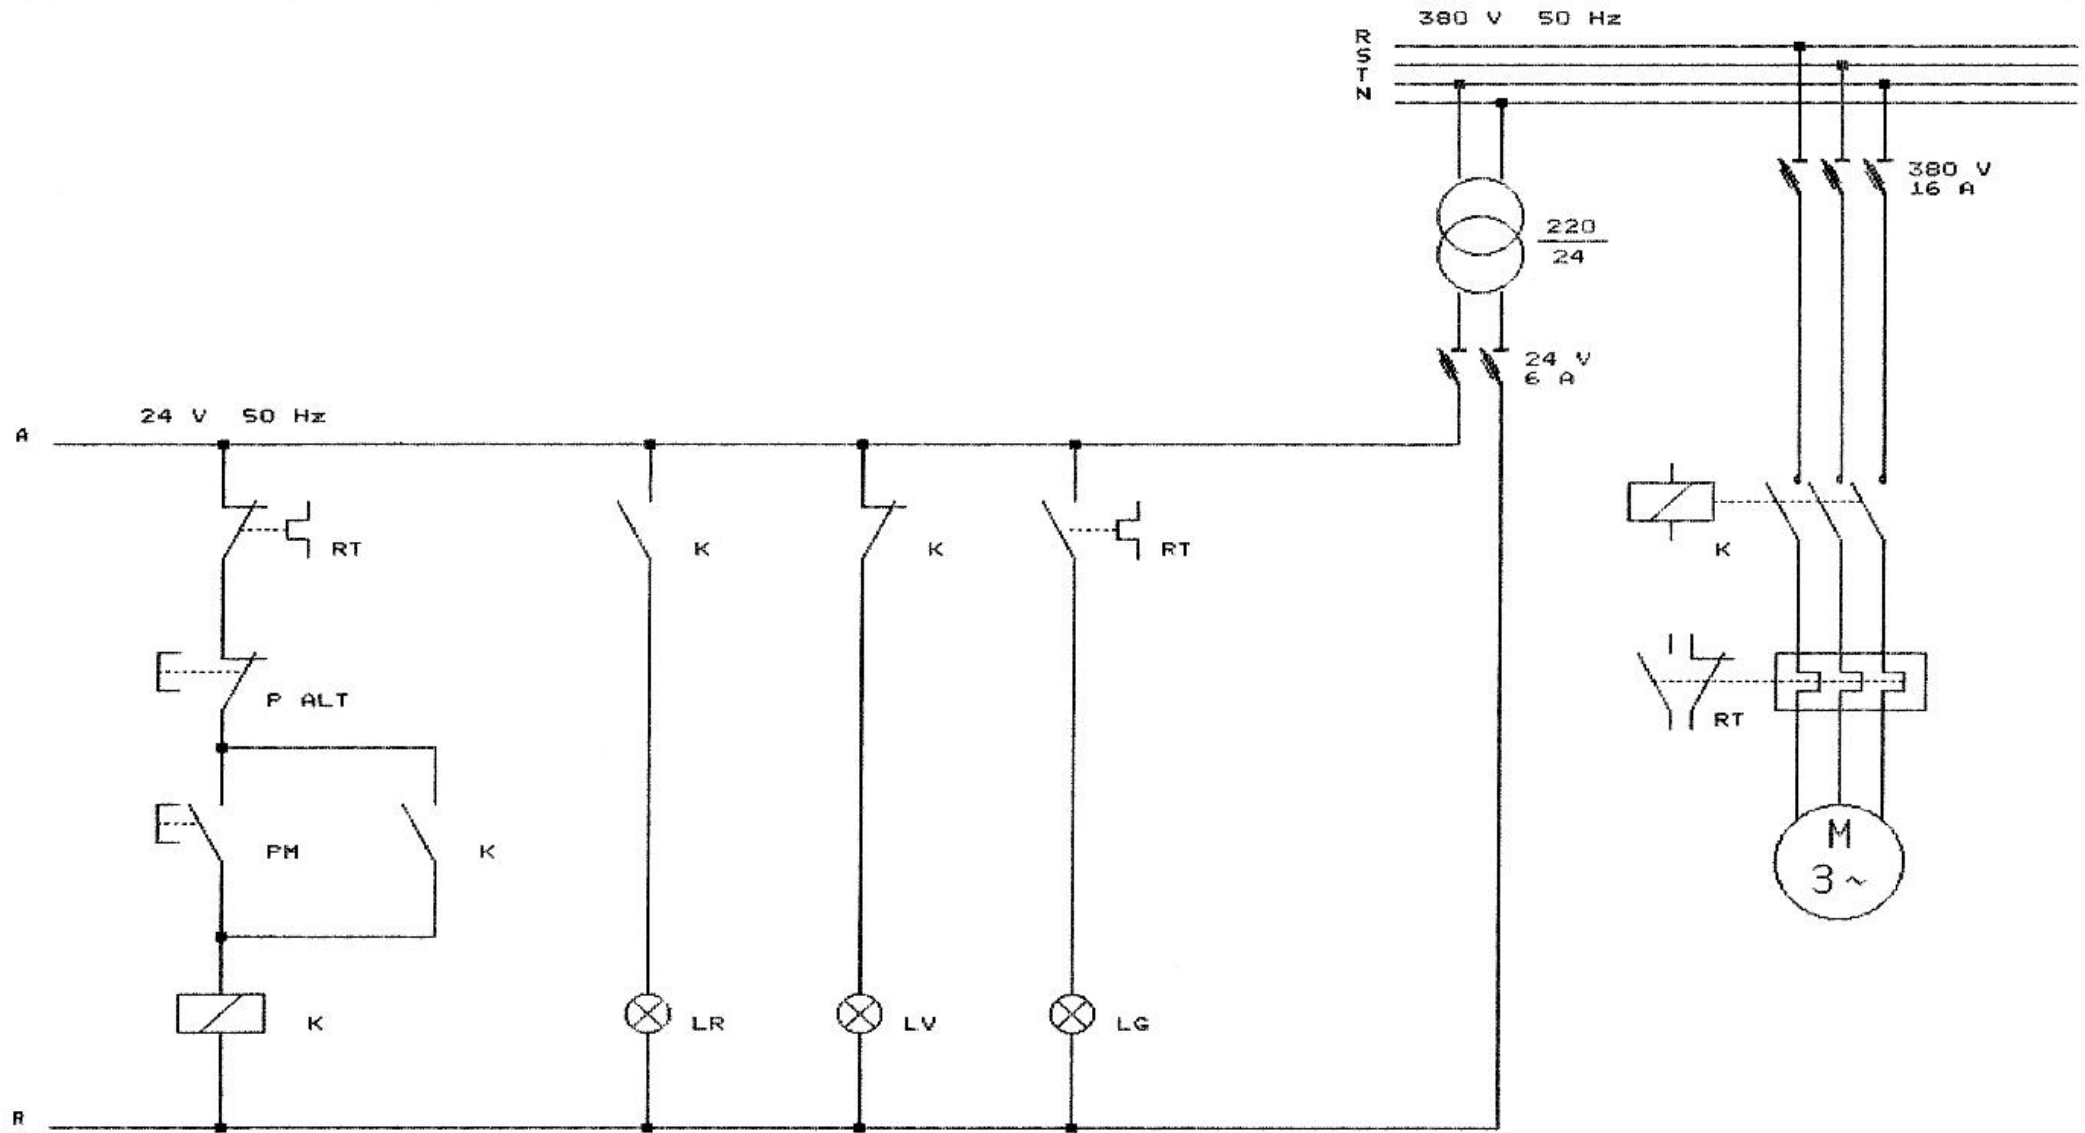 380 V 50 Hz
R
S
T
N
380 V
16 A
220
24
24 V
6 A
24 V 50 Hz
A
RT
K
K
RT
K
P ALT
RT
PM
K
M
3~
K
LR
LV
LG
R